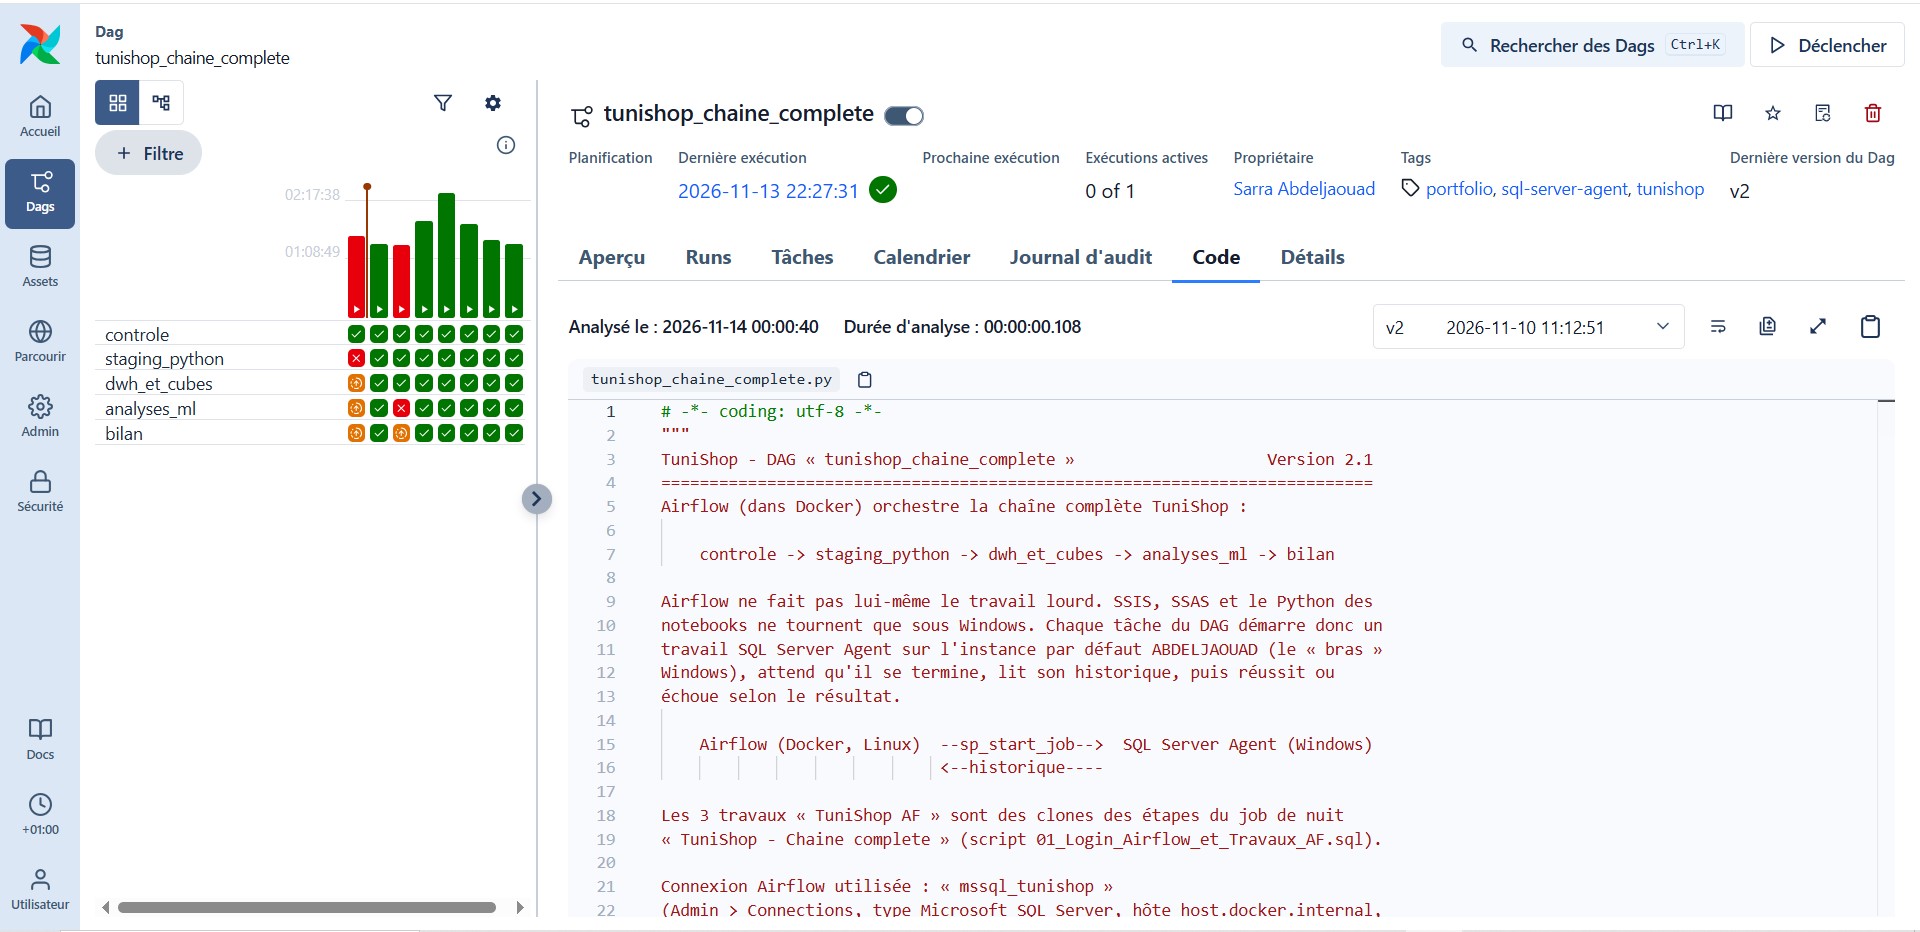 Dag
tunishop_chaine_complete
Rechercher des Dags Ctrl+K
Déclencher
Accueil
Dags
Assets
Parcourir
Admin
Sécurité
Docs
+01:00
Utilisateur
Filtre
02:17:38
01:08:49
controle
staging_python
dwh_et_cubes
analyses_ml
bilan
tunishop_chaine_complete
Planification Dernière exécution Prochaine exécution Exécutions actives Propriétaire Tags Dernière version du Dag
2026-11-13 22:27:31 0 of 1 Sarra Abdeljaouad portfolio, sql-server-agent, tunishop v2
Aperçu Runs Tâches Calendrier Journal d'audit Code Détails
Analysé le : 2026-11-14 00:00:40 Durée d'analyse : 00:00:00.108 v2 2026-11-10 11:12:51
tunishop_chaine_complete.py
1 # -*- coding: utf-8 -*-
2 """
3 TuniShop - DAG « tunishop_chaine_complete » Version 2.1
4 ==========================================================================
5 Airflow (dans Docker) orchestre la chaîne complète TuniShop :
6
7 controle -> staging_python -> dwh_et_cubes -> analyses_ml -> bilan
8
9 Airflow ne fait pas lui-même le travail lourd. SSIS, SSAS et le Python des
10 notebooks ne tournent que sous Windows. Chaque tâche du DAG démarre donc un
11 travail SQL Server Agent sur l'instance par défaut ABDELJAOUAD (le « bras »
12 Windows), attend qu'il se termine, lit son historique, puis réussit ou
13 échoue selon le résultat.
14
15 Airflow (Docker, Linux) --sp_start_job--> SQL Server Agent (Windows)
16 <--historique----
17
18 Les 3 travaux « TuniShop AF » sont des clones des étapes du job de nuit
19 « TuniShop - Chaine complete » (script 01_Login_Airflow_et_Travaux_AF.sql).
20
21 Connexion Airflow utilisée : « mssql_tunishop »
22 (Admin > Connections, type Microsoft SQL Server, hôte host.docker.internal,